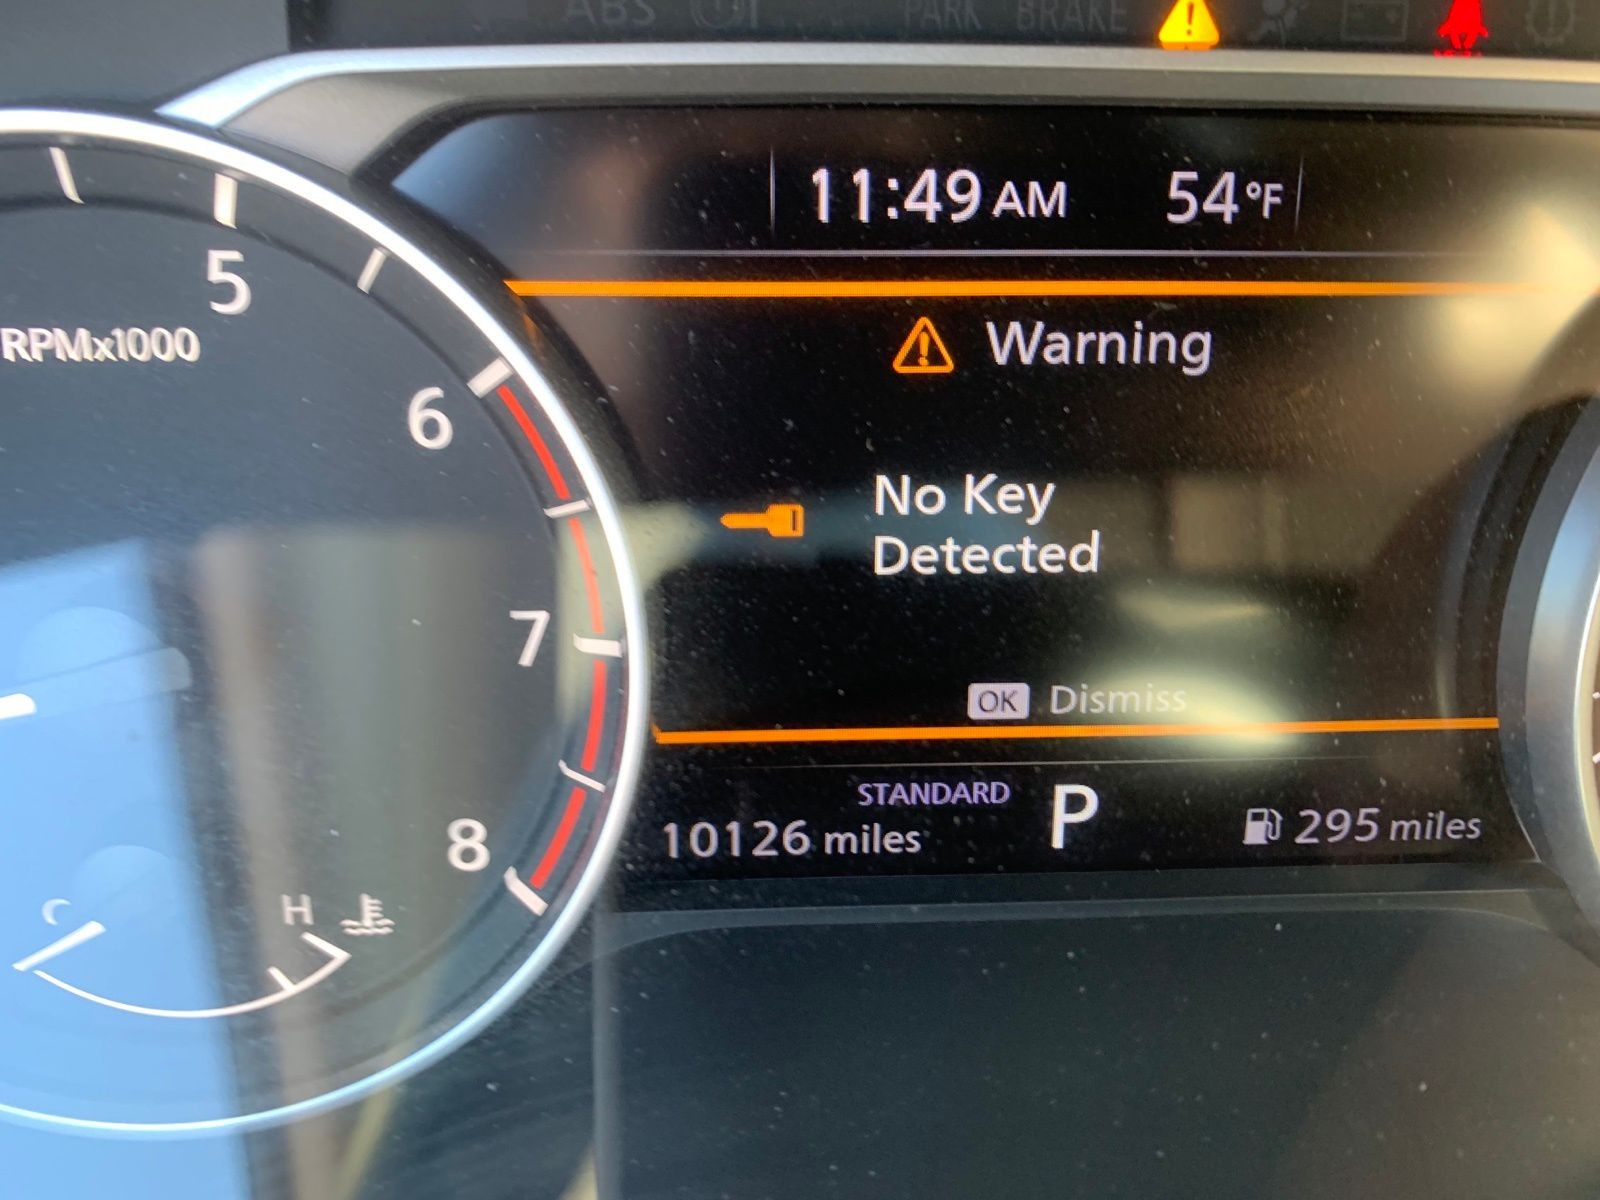 ABS
PARK BRAKE
11:49 AM 54°F
Warning
5
RPMx1000
6
No Key
Detected
7
OK Dismiss
STANDARD
P
10126 miles
295 miles
8
C
H